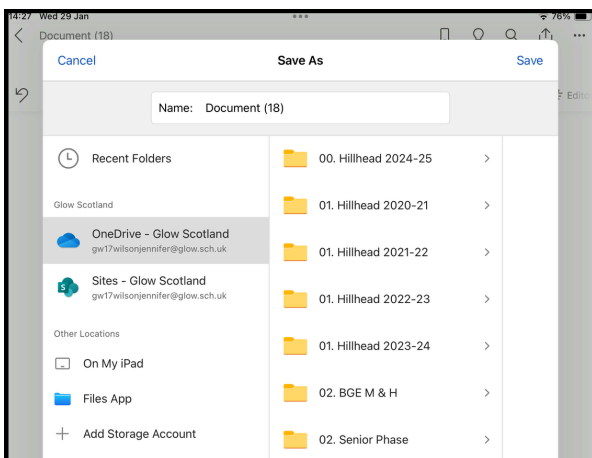 14:27 Wed 29 Jan 76%
Document (18)
Cancel Save As Save
Name: Document (18)
Edito
Recent Folders
Glow Scotland
OneDrive - Glow Scotland
gw17wilsonjennifer@glow.sch.uk
Sites - Glow Scotland
gw17wilsonjennifer@glow.sch.uk
Other Locations
On My iPad
Files App
Add Storage Account
00. Hillhead 2024-25
01. Hillhead 2020-21
01. Hillhead 2021-22
01. Hillhead 2022-23
01. Hillhead 2023-24
02. BGE M & H
02. Senior Phase